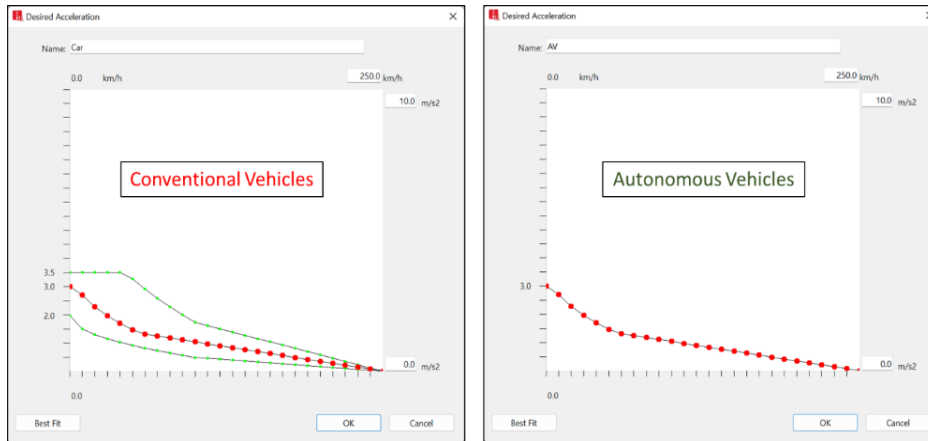 Desired Acceleration
Name: Car
0.0 km/h 250.0 km/h
10.0 m/s2
Conventional Vehicles
3.5
3.0
2.0
0.0 m/s2
0.0
Best Fit OK Cancel
Desired Acceleration
Name: AV
0.0 km/h 250.0 km/h
10.0 m/s2
Autonomous Vehicles
3.0
0.0 m/s2
0.0
Best Fit OK Cancel